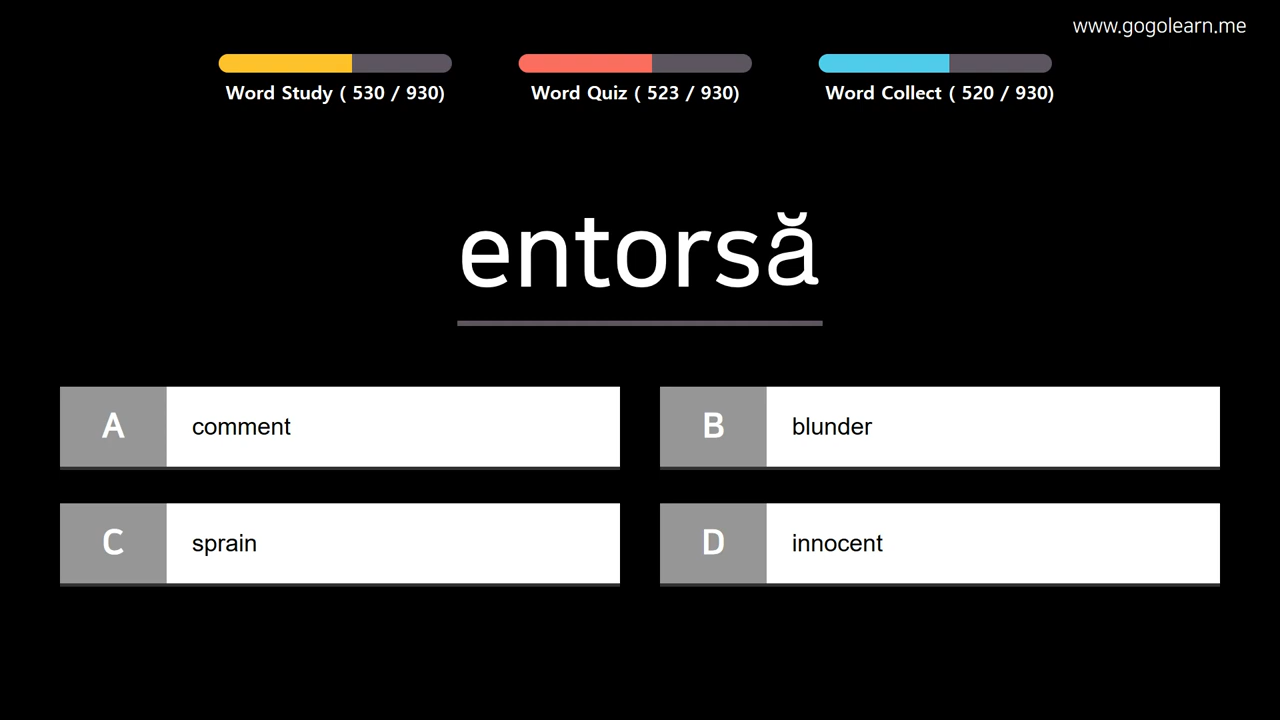 www.gogolearn.me
Word Study ( 530 / 930)
Word Quiz ( 523 / 930)
Word Collect ( 520 / 930)
entorsă
A
comment
B
blunder
C
sprain
D
innocent